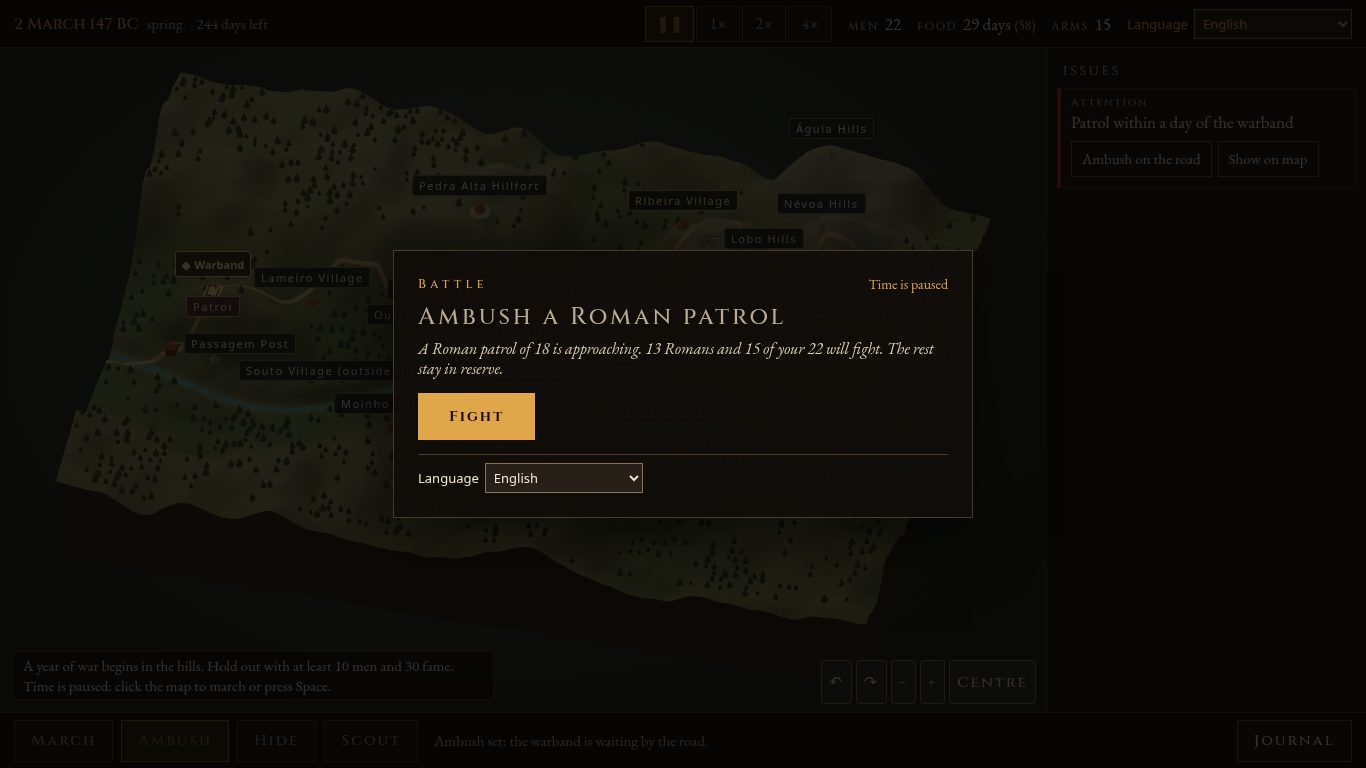 2 March 147 BC spring · 244 days left
❚❚ 1× 2× 4× MEN 22 FOOD 29 days (58) ARMS 15 Language English
ISSUES
ATTENTION
Patrol within a day of the warband
Ambush on the road Show on map
Águia Hills
Pedra Alta Hillfort
Ribeira Village
Névoa Hills
Lobo Hills
◆ Warband
Lameiro Village
Patrol
Ou
Passagem Post
Souto Village (outside
Moinho
BATTLE
Time is paused
Ambush a Roman patrol
A Roman patrol of 18 is approaching. 13 Romans and 15 of your 22 will fight. The rest
stay in reserve.
Fight
Language English
A year of war begins in the hills. Hold out with at least 10 men and 30 fame.
Time is paused: click the map to march or press Space.
↶ ↷ − + Centre
March Ambush Hide Scout Ambush set: the warband is waiting by the road.
Journal